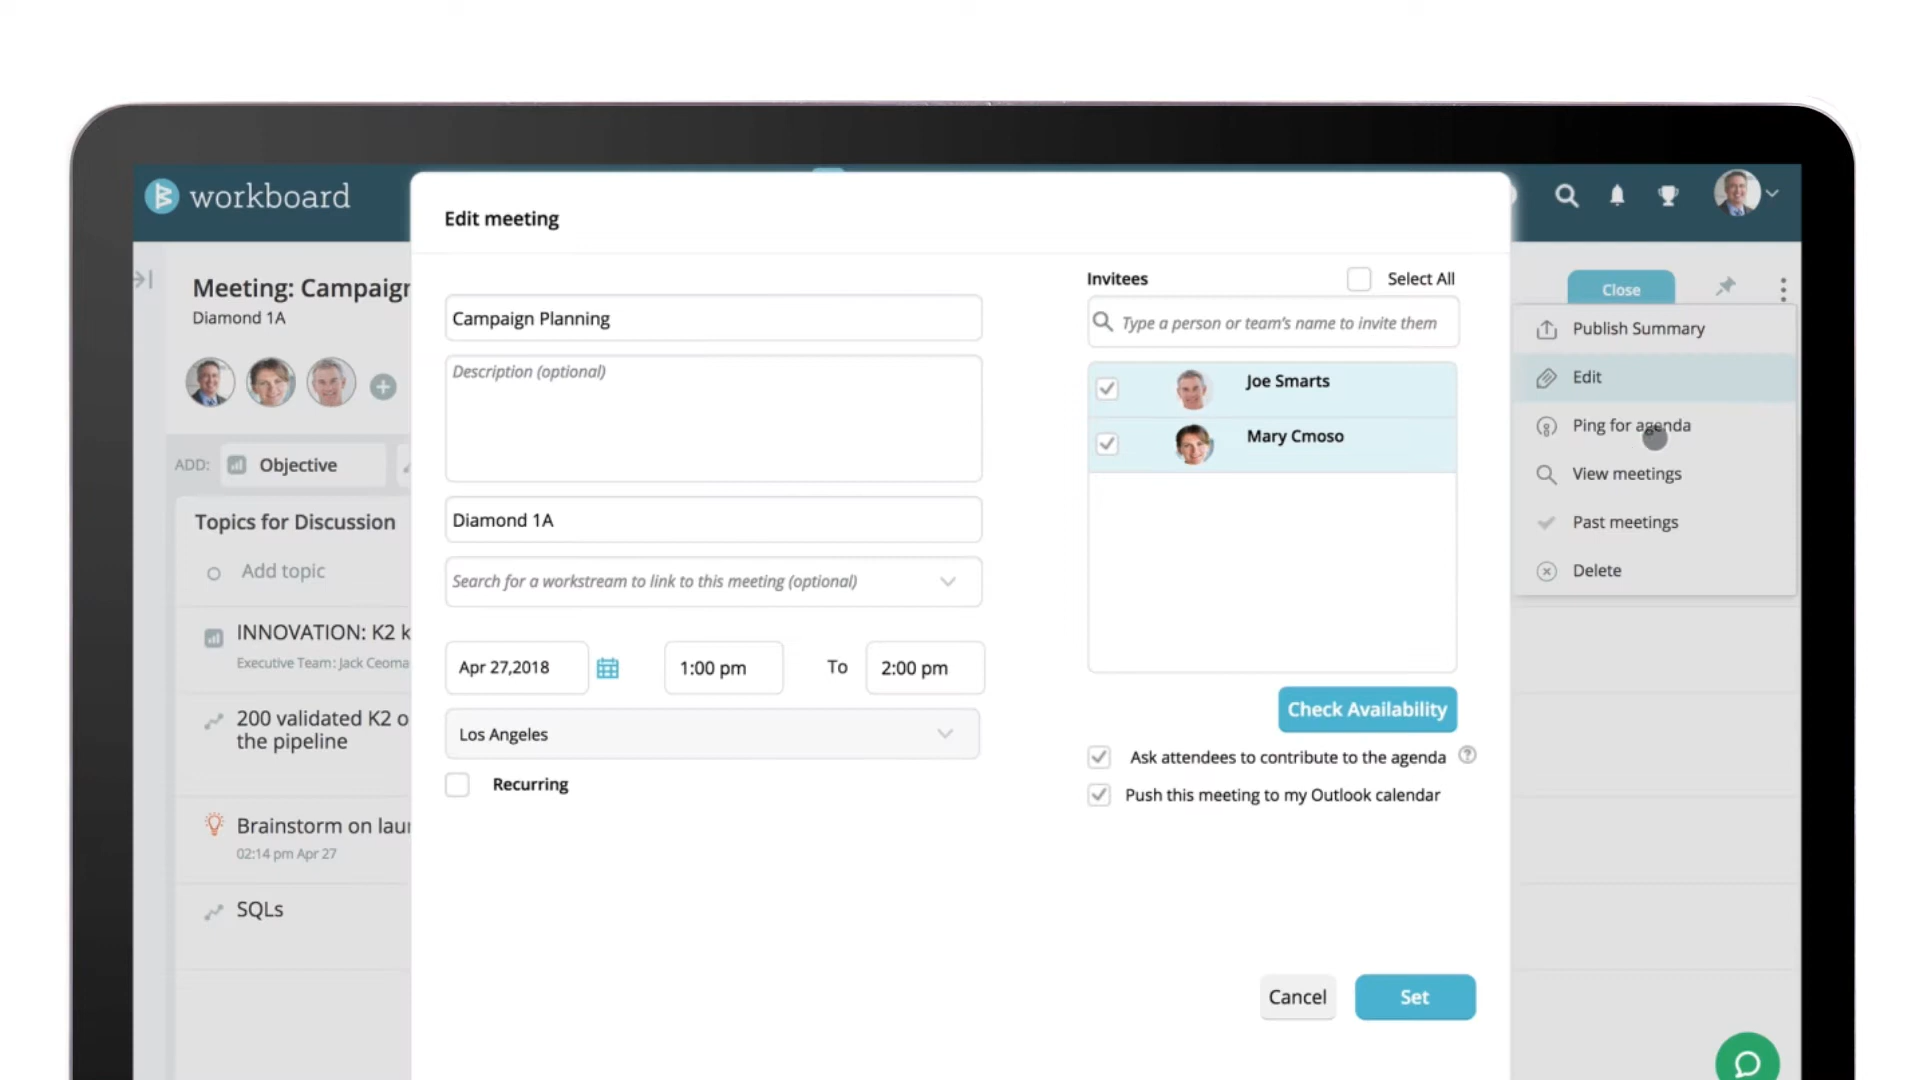 workboard
Edit meeting
Meeting: Campaign
Diamond 1A
ADD:
Objective
Topics for Discussion
Add topic
INNOVATION: K2 k
Executive Team: Jack Ceoma
200 validated K2 o
the pipeline
Brainstorm on laun
02:14 pm Apr 27
SQLs
Campaign Planning
Description (optional)
Diamond 1A
Search for a workstream to link to this meeting (optional)
Apr 27,2018
1:00 pm
To
2:00 pm
Los Angeles
Recurring
Invitees
Select All
Type a person or team's name to invite them
Joe Smarts
Mary Cmoso
Check Availability
Ask attendees to contribute to the agenda
Push this meeting to my Outlook calendar
Cancel
Set
Close
Publish Summary
Edit
Ping for agenda
View meetings
Past meetings
Delete